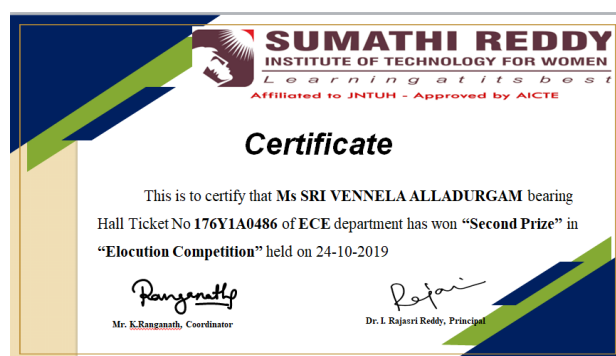 SUMATHI REDDY
INSTITUTE OF TECHNOLOGY FOR WOMEN
Learning at its best
Affiliated to JNTUH - Approved by AICTE
Certificate
This is to certify that Ms SRI VENNELA ALLADURGAM bearing
Hall Ticket No 176Y1A0486 of ECE department has won “Second Prize” in
“Elocution Competition” held on 24-10-2019
Ranganath
Rajasri
Mr. K.Ranganath, Coordinator
Dr. I. Rajasri Reddy, Principal